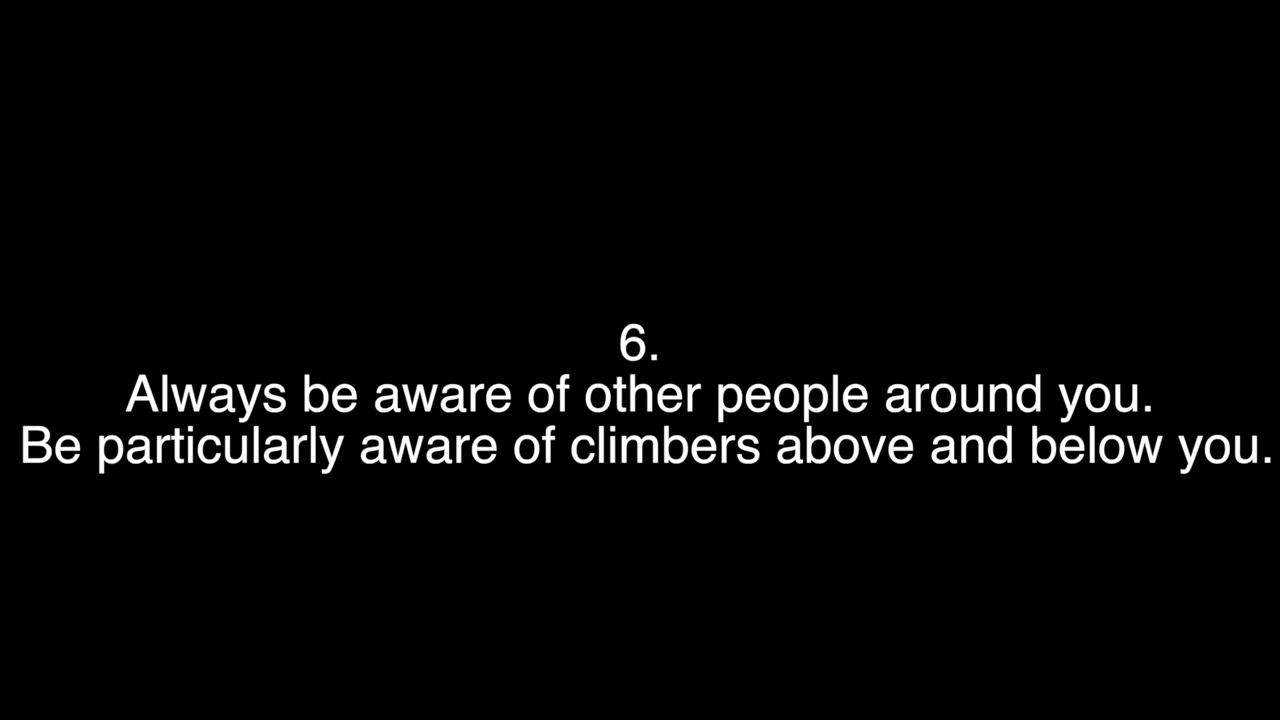 6.
Always be aware of other people around you.
Be particularly aware of climbers above and below you.